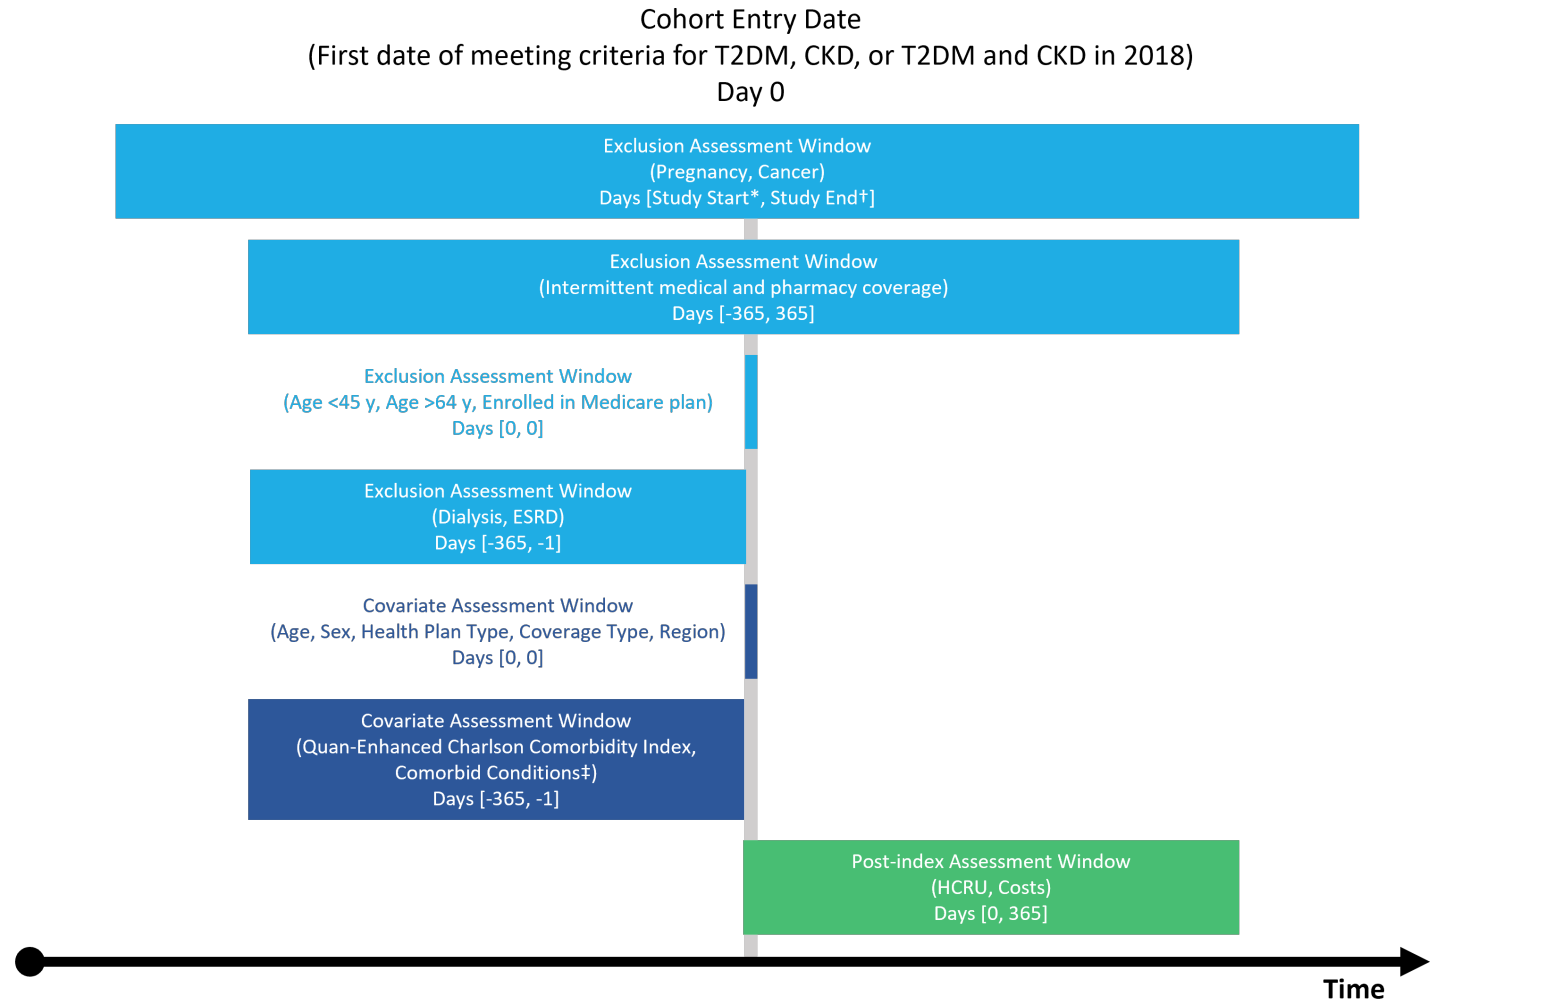 Cohort Entry Date
(First date of meeting criteria for T2DM, CKD, or T2DM and CKD in 2018)
Day 0
Exclusion Assessment Window
(Pregnancy, Cancer)
Days [Study Start*, Study End†]
Exclusion Assessment Window
(Intermittent medical and pharmacy coverage)
Days [-365, 365]
Exclusion Assessment Window
(Age <45 y, Age >64 y, Enrolled in Medicare plan)
Days [0, 0]
Exclusion Assessment Window
(Dialysis, ESRD)
Days [-365, -1]
Covariate Assessment Window
(Age, Sex, Health Plan Type, Coverage Type, Region)
Days [0, 0]
Covariate Assessment Window
(Quan-Enhanced Charlson Comorbidity Index,
Comorbid Conditions‡)
Days [-365, -1]
Post-index Assessment Window
(HCRU, Costs)
Days [0, 365]
Time